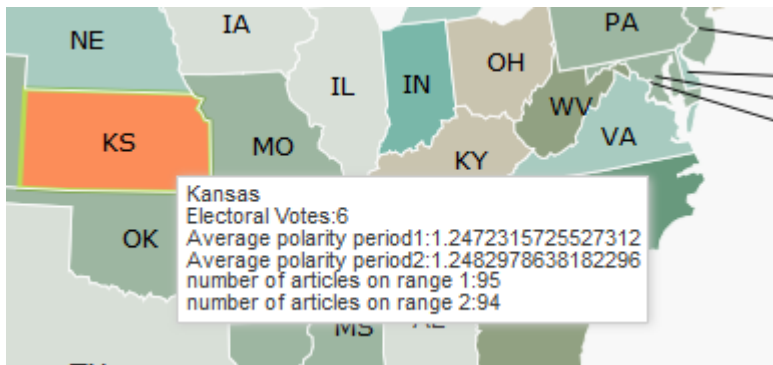 IA
PA
NE
OH
IL
IN
WV
KS
VA
MO
KY
Kansas
Electoral Votes:6
Average polarity period1:1.2472315725527312
OK
Average polarity period2:1.2482978638182296
number of articles on range 1:95
number of articles on range 2:94
MS